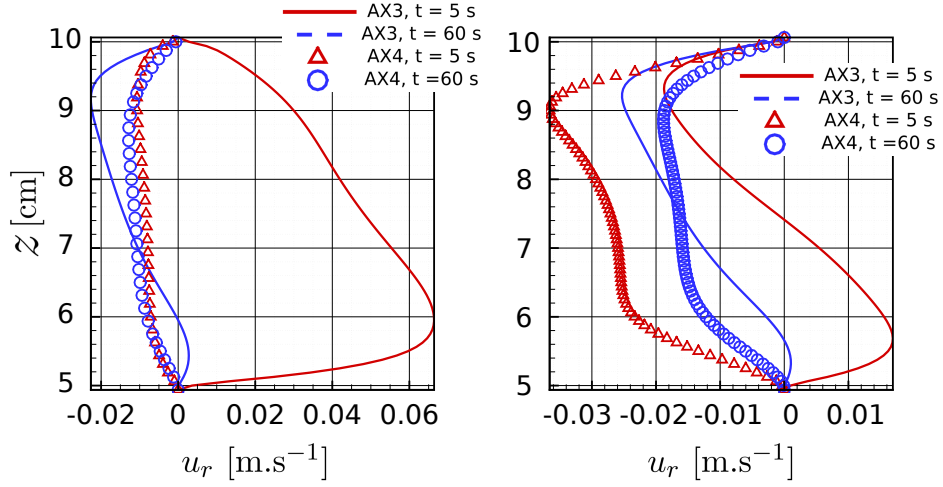 AX3, t = 5 s
AX3, t = 60 s
AX4, t = 5 s
AX4, t =60 s
10
9
8
7
6
5
z [cm]
-0.02 0 0.02 0.04 0.06
u_r [m.s⁻¹]
AX3, t = 5 s
AX3, t = 60 s
AX4, t = 5 s
AX4, t =60 s
10
9
8
7
6
5
-0.03 -0.02 -0.01 0 0.01
u_r [m.s⁻¹]